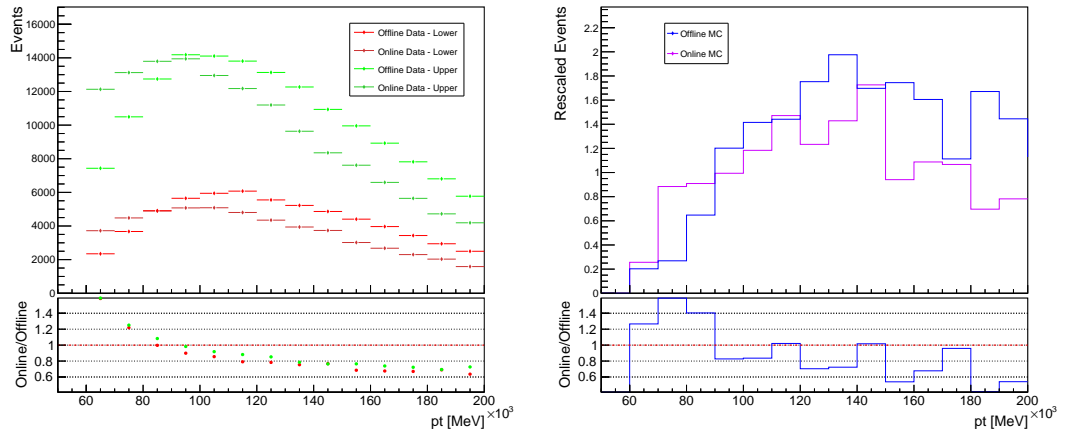 Events
16000
14000
12000
10000
8000
6000
4000
2000
0
Offline Data - Lower
Online Data - Lower
Offline Data - Upper
Online Data - Upper
Online/Offline
1.4
1.2
1
0.8
0.6
60 80 100 120 140 160 180 200
×10³
pt [MeV]
Rescaled Events
2.2
2
1.8
1.6
1.4
1.2
1
0.8
0.6
0.4
0.2
0
Offline MC
Online MC
Online/Offline
1.4
1.2
1
0.8
0.6
60 80 100 120 140 160 180 200
×10³
pt [MeV]